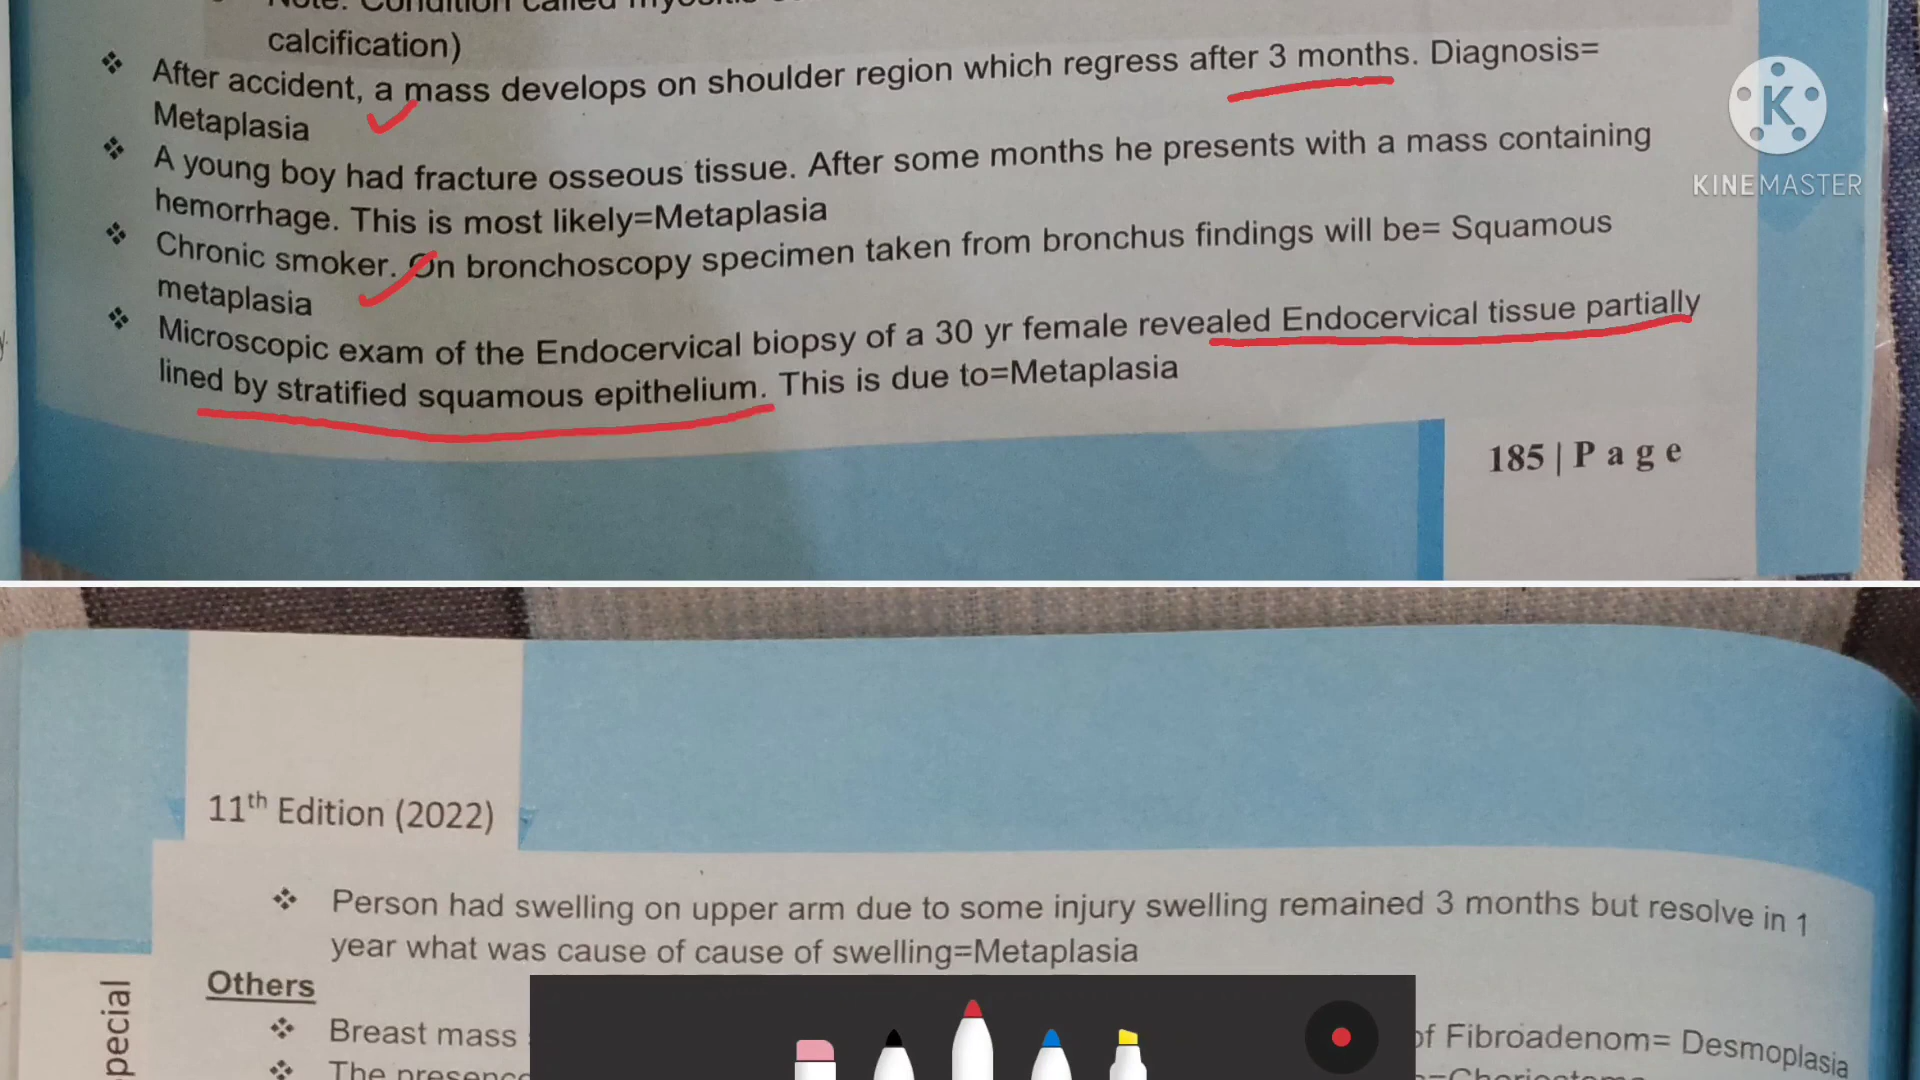 Note: Condition called
calcification)
❖ After accident, a mass develops on shoulder region which regress after 3 months. Diagnosis=
Metaplasia
❖ A young boy had fracture osseous tissue. After some months he presents with a mass containing
hemorrhage. This is most likely=Metaplasia
❖ Chronic smoker. On bronchoscopy specimen taken from bronchus findings will be= Squamous
metaplasia
❖ Microscopic exam of the Endocervical biopsy of a 30 yr female revealed Endocervical tissue partially
lined by stratified squamous epithelium. This is due to=Metaplasia
185 | P a g e
K
KINEMASTER
11th Edition (2022)
❖ Person had swelling on upper arm due to some injury swelling remained 3 months but resolve in 1
year what was cause of cause of swelling=Metaplasia
Others
❖ Breast mass of Fibroadenom= Desmoplasia
❖ The presence
pecial